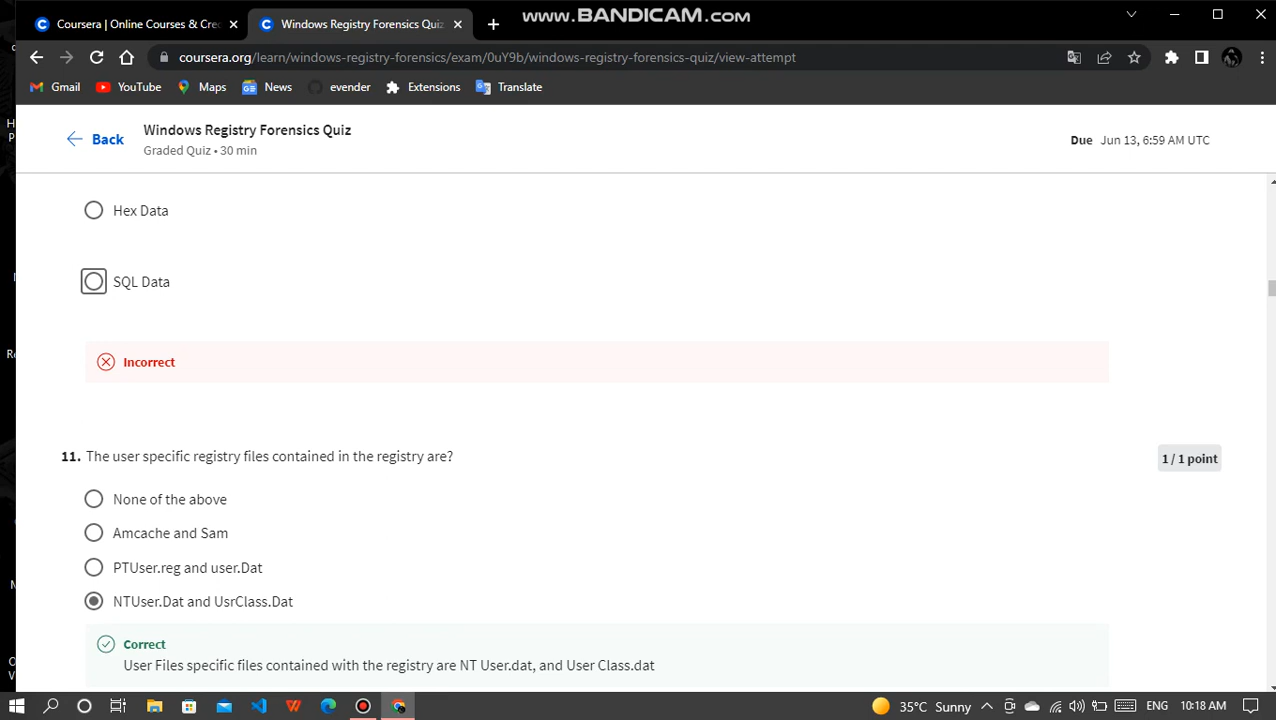 www.BANDICAM.com
Coursera | Online Courses & Cre
Windows Registry Forensics Quiz
coursera.org/learn/windows-registry-forensics/exam/0uY9b/windows-registry-forensics-quiz/view-attempt
Gmail YouTube Maps News evender Extensions Translate
Back
Windows Registry Forensics Quiz
Graded Quiz • 30 min
Due Jun 13, 6:59 AM UTC
Hex Data
SQL Data
Incorrect
11. The user specific registry files contained in the registry are?
1 / 1 point
None of the above
Amcache and Sam
PTUser.reg and user.Dat
NTUser.Dat and UsrClass.Dat
Correct
User Files specific files contained with the registry are NT User.dat, and User Class.dat
35°C Sunny ENG 10:18 AM